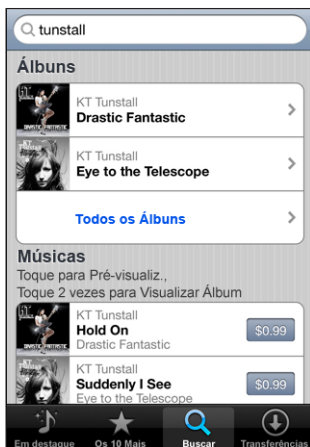 tunstall
Álbuns
KT Tunstall
Drastic Fantastic
KT Tunstall
Eye to the Telescope
Todos os Álbuns
Músicas
Toque para Pré-visualiz.,
Toque 2 vezes para Visualizar Álbum
KT Tunstall
Hold On
Drastic Fantastic
$0.99
KT Tunstall
Suddenly I See
Eye to the Telescope
$0.99
Em destaque Os 10 Mais Buscar Transferências